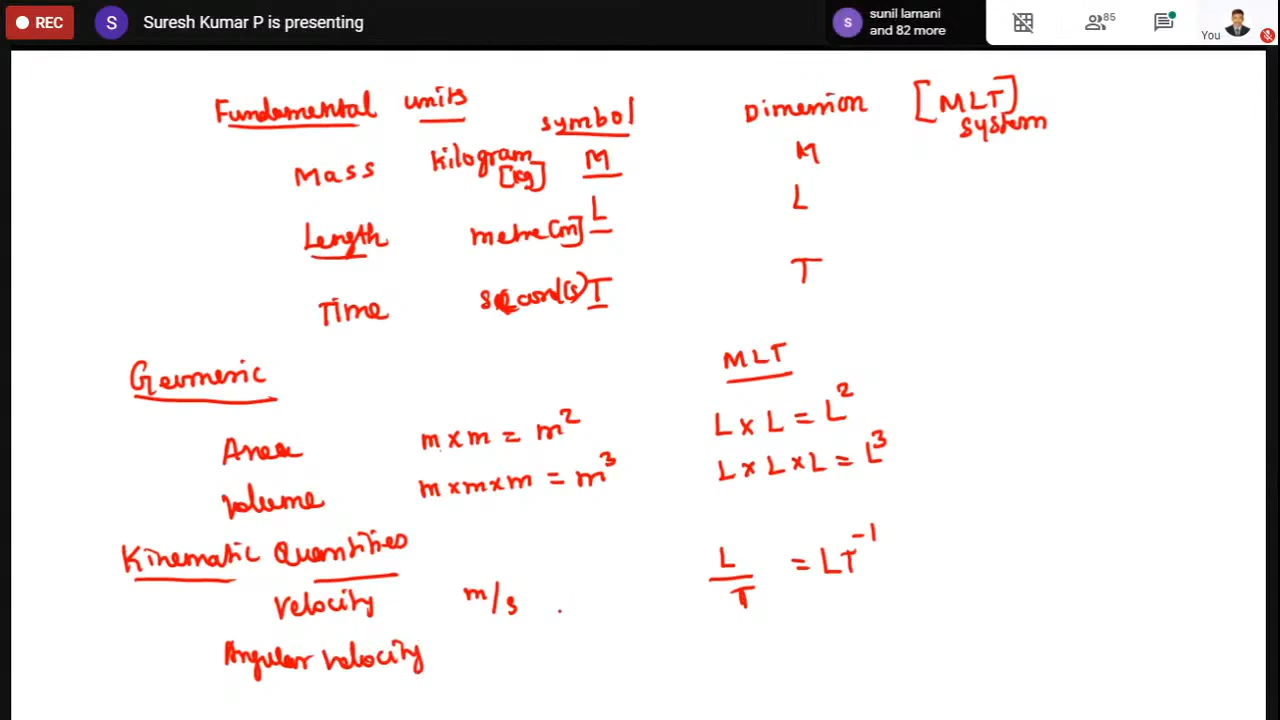 REC
S
Suresh Kumar P is presenting
S
sunil lamani
and 82 more
85
You
Fundamental units symbol Dimension [MLT]
system
Mass kilogram [kg] M M
Length metre [m] L L
Time second(s) T T
Geometric MLT
Area m x m = m² L x L = L²
volume m x m x m = m³ L x L x L = L³
Kinematic Quantities
velocity m/s L/T = LT⁻¹
Angular velocity